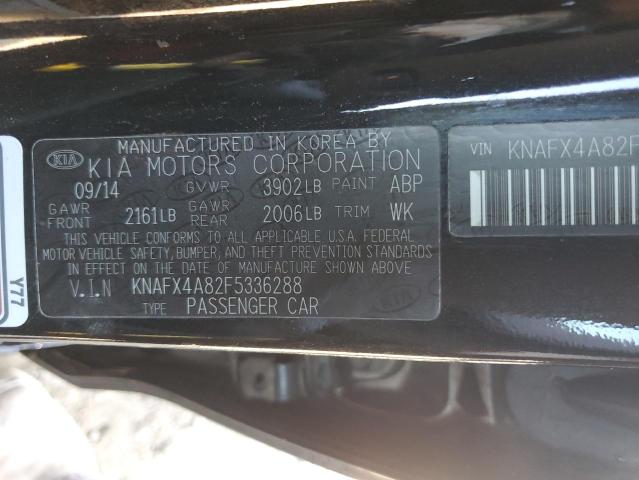 MANUFACTURED IN KOREA BY
KIA KIA MOTORS CORPORATION
09/14 GVWR 3902LB PAINT ABP
GAWR FRONT 2161LB GAWR REAR 2006LB TRIM WK
THIS VEHICLE CONFORMS TO ALL APPLICABLE U.S.A. FEDERAL
MOTOR VEHICLE SAFETY, BUMPER, AND THEFT PREVENTION STANDARDS
IN EFFECT ON THE DATE OF MANUFACTURE SHOWN ABOVE.
V.I.N KNAFX4A82F5336288
TYPE PASSENGER CAR
VIN KNAFX4A82F
Y77